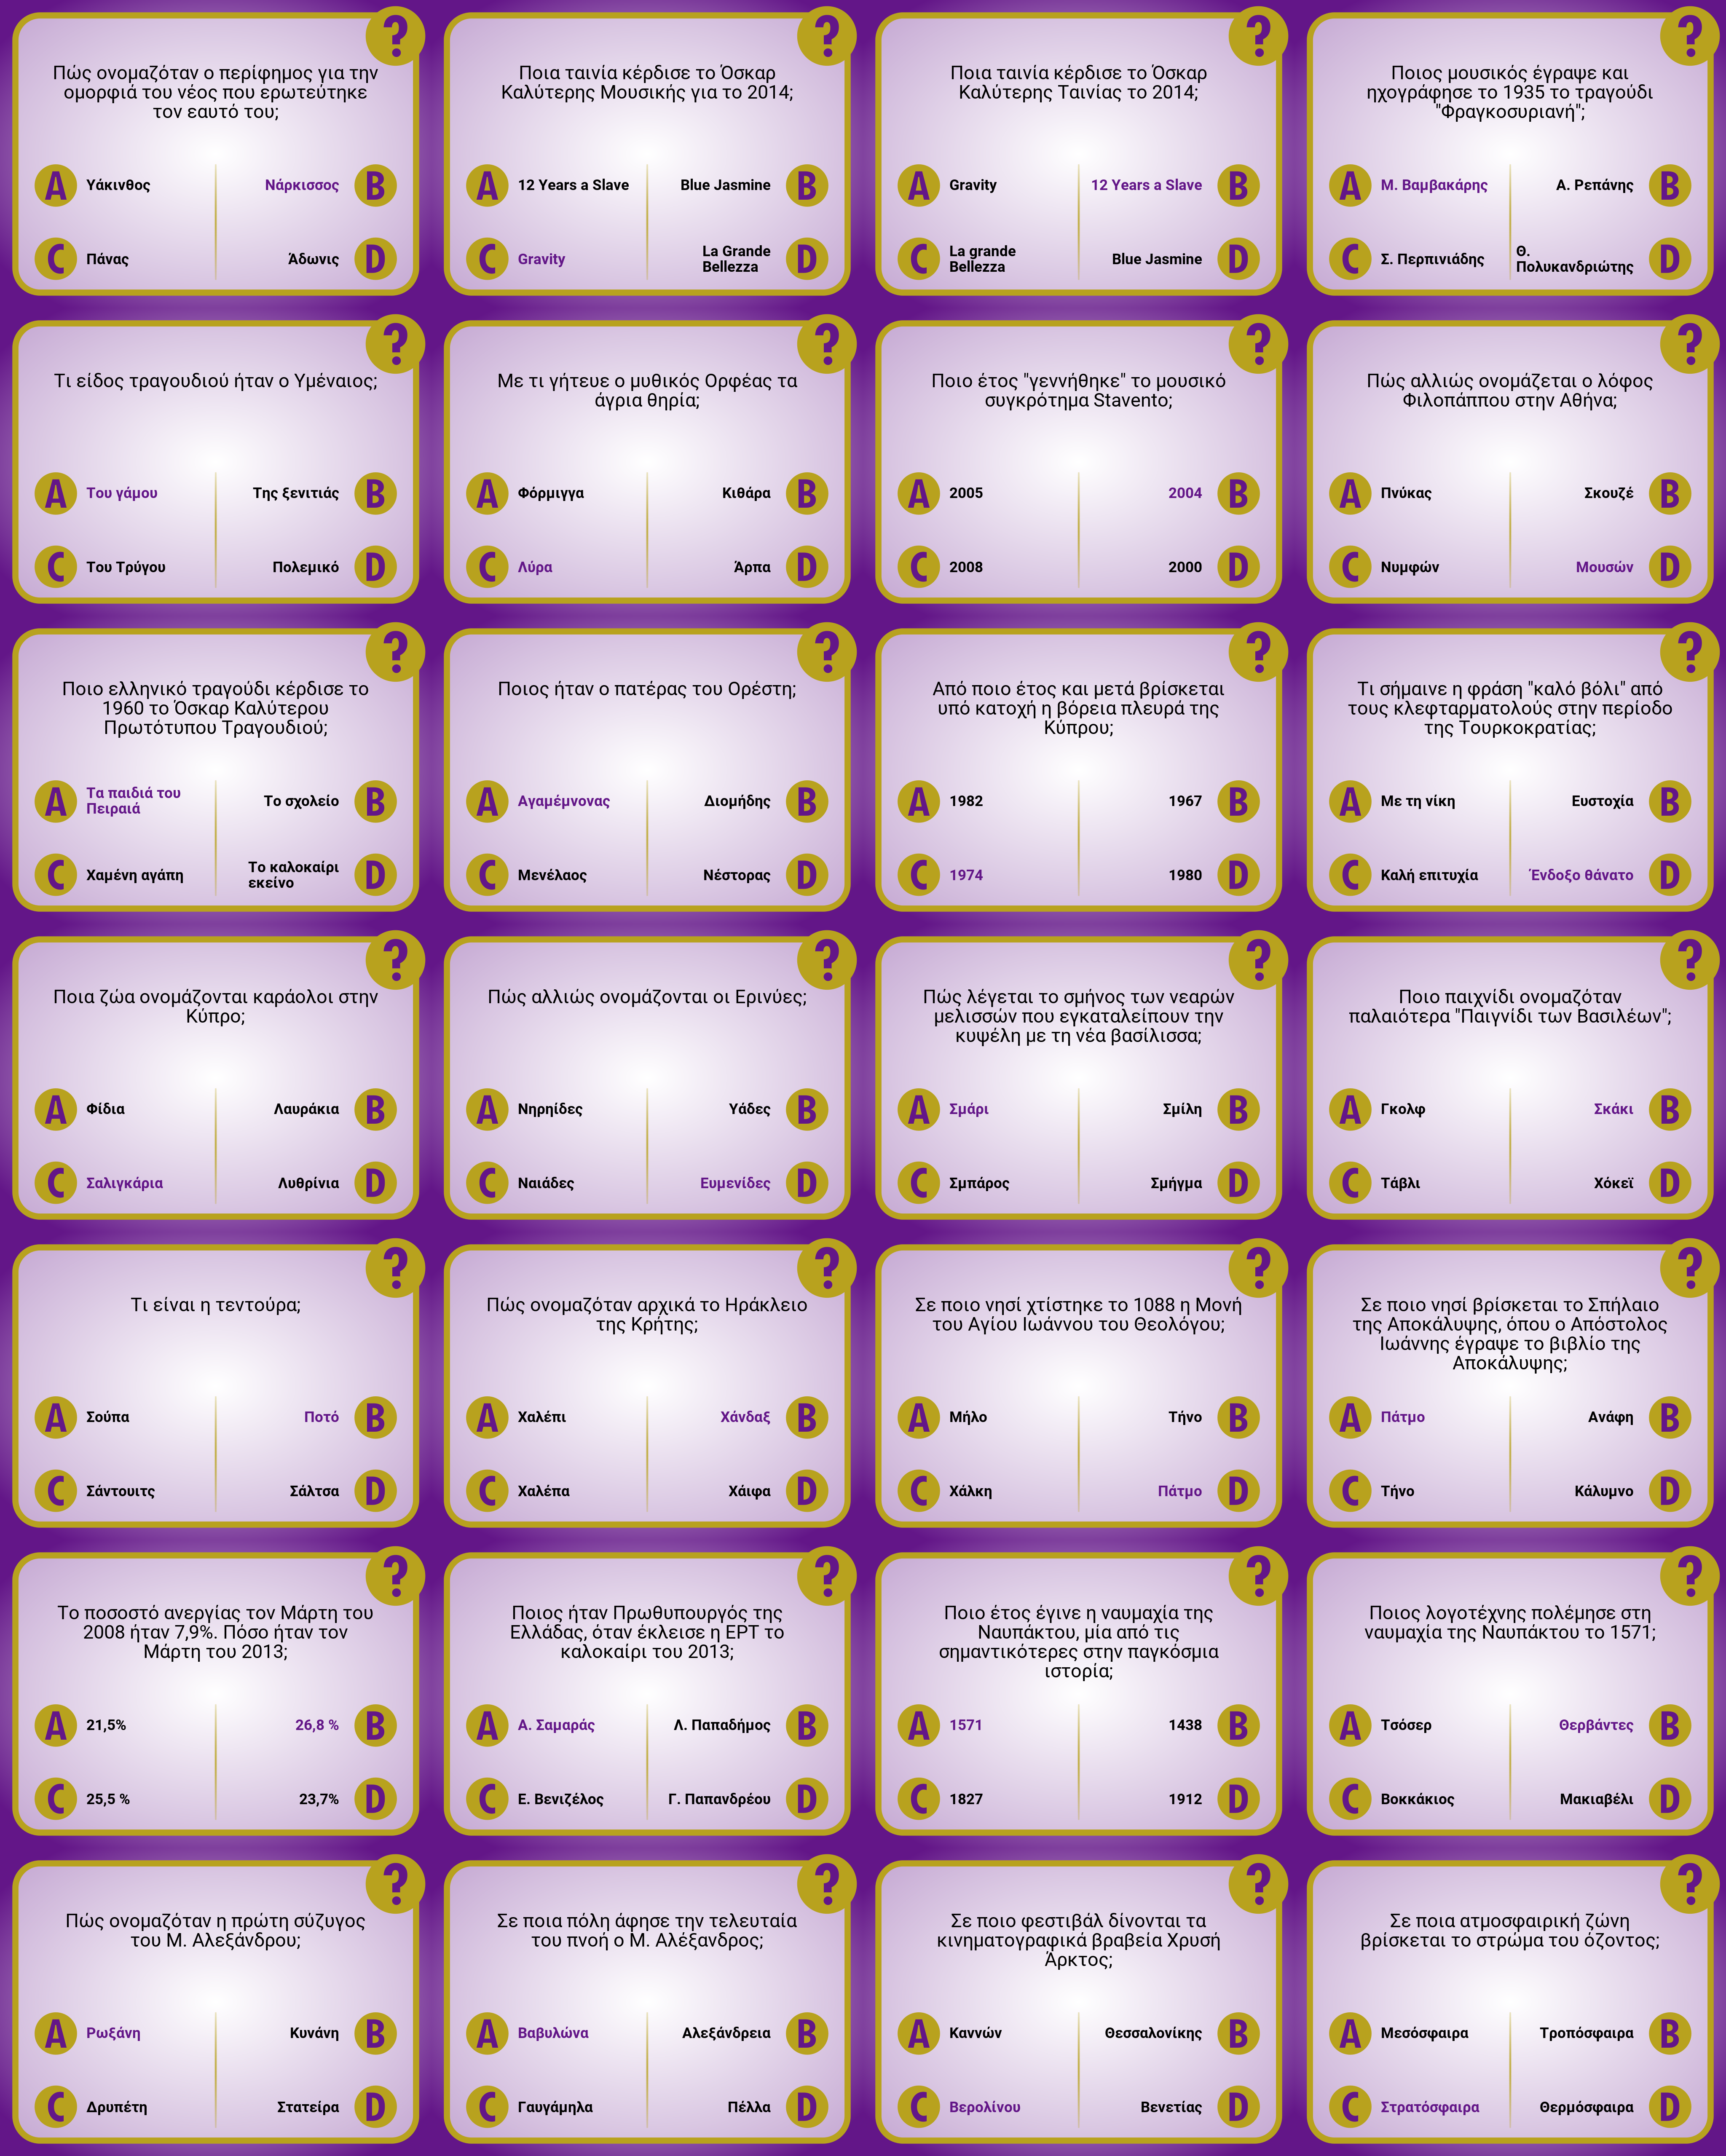 ?
Πώς ονομαζόταν ο περίφημος για την
ομορφιά του νέος που ερωτεύτηκε
τον εαυτό του;
A Υάκινθος
Νάρκισσος B
C Πάνας
Άδωνις D
?
Ποια ταινία κέρδισε το Όσκαρ
Καλύτερης Μουσικής για το 2014;
A 12 Years a Slave
Blue Jasmine B
C Gravity
La Grande
Bellezza D
?
Ποια ταινία κέρδισε το Όσκαρ
Καλύτερης Ταινίας το 2014;
A Gravity
12 Years a Slave B
C La grande
Bellezza
Blue Jasmine D
?
Ποιος μουσικός έγραψε και
ηχογράφησε το 1935 το τραγούδι
"Φραγκοσυριανή";
A Μ. Βαμβακάρης
Α. Ρεπάνης B
C Σ. Περπινιάδης
Θ.
Πολυκανδριώτης D
?
Τι είδος τραγουδιού ήταν ο Υμέναιος;
A Του γάμου
Της ξενιτιάς B
C Του Τρύγου
Πολεμικό D
?
Με τι γήτευε ο μυθικός Ορφέας τα
άγρια θηρία;
A Φόρμιγγα
Κιθάρα B
C Λύρα
Άρπα D
?
Ποιο έτος "γεννήθηκε" το μουσικό
συγκρότημα Stavento;
A 2005
2004 B
C 2008
2000 D
?
Πώς αλλιώς ονομάζεται ο λόφος
Φιλοπάππου στην Αθήνα;
A Πνύκας
Σκουζέ B
C Νυμφών
Μουσών D
?
Ποιο ελληνικό τραγούδι κέρδισε το
1960 το Όσκαρ Καλύτερου
Πρωτότυπου Τραγουδιού;
A Τα παιδιά του
Πειραιά
Το σχολείο B
C Χαμένη αγάπη
Το καλοκαίρι
εκείνο D
?
Ποιος ήταν ο πατέρας του Ορέστη;
A Αγαμέμνονας
Διομήδης B
C Μενέλαος
Νέστορας D
?
Από ποιο έτος και μετά βρίσκεται
υπό κατοχή η βόρεια πλευρά της
Κύπρου;
A 1982
1967 B
C 1974
1980 D
?
Τι σήμαινε η φράση "καλό βόλι" από
τους κλεφταρματολούς στην περίοδο
της Τουρκοκρατίας;
A Με τη νίκη
Ευστοχία B
C Καλή επιτυχία
Ένδοξο θάνατο D
?
Ποια ζώα ονομάζονται καράολοι στην
Κύπρο;
A Φίδια
Λαυράκια B
C Σαλιγκάρια
Λυθρίνια D
?
Πώς αλλιώς ονομάζονται οι Ερινύες;
A Νηρηίδες
Υάδες B
C Ναιάδες
Ευμενίδες D
?
Πώς λέγεται το σμήνος των νεαρών
μελισσών που εγκαταλείπουν την
κυψέλη με τη νέα βασίλισσα;
A Σμάρι
Σμίλη B
C Σμπάρος
Σμήγμα D
?
Ποιο παιχνίδι ονομαζόταν
παλαιότερα "Παιγνίδι των Βασιλέων";
A Γκολφ
Σκάκι B
C Τάβλι
Χόκεϊ D
?
Τι είναι η τεντούρα;
A Σούπα
Ποτό B
C Σάντουιτς
Σάλτσα D
?
Πώς ονομαζόταν αρχικά το Ηράκλειο
της Κρήτης;
A Χαλέπι
Χάνδαξ B
C Χαλέπα
Χάιφα D
?
Σε ποιο νησί χτίστηκε το 1088 η Μονή
του Αγίου Ιωάννου του Θεολόγου;
A Μήλο
Τήνο B
C Χάλκη
Πάτμο D
?
Σε ποιο νησί βρίσκεται το Σπήλαιο
της Αποκάλυψης, όπου ο Απόστολος
Ιωάννης έγραψε το βιβλίο της
Αποκάλυψης;
A Πάτμο
Ανάφη B
C Τήνο
Κάλυμνο D
?
Το ποσοστό ανεργίας τον Μάρτη του
2008 ήταν 7,9%. Πόσο ήταν τον
Μάρτη του 2013;
A 21,5%
26,8 % B
C 25,5 %
23,7% D
?
Ποιος ήταν Πρωθυπουργός της
Ελλάδας, όταν έκλεισε η ΕΡΤ το
καλοκαίρι του 2013;
A Α. Σαμαράς
Λ. Παπαδήμος B
C Ε. Βενιζέλος
Γ. Παπανδρέου D
?
Ποιο έτος έγινε η ναυμαχία της
Ναυπάκτου, μία από τις
σημαντικότερες στην παγκόσμια
ιστορία;
A 1571
1438 B
C 1827
1912 D
?
Ποιος λογοτέχνης πολέμησε στη
ναυμαχία της Ναυπάκτου το 1571;
A Τσόσερ
Θερβάντες B
C Βοκκάκιος
Μακιαβέλι D
?
Πώς ονομαζόταν η πρώτη σύζυγος
του Μ. Αλεξάνδρου;
A Ρωξάνη
Κυνάνη B
C Δρυπέτη
Στατείρα D
?
Σε ποια πόλη άφησε την τελευταία
του πνοή ο Μ. Αλέξανδρος;
A Βαβυλώνα
Αλεξάνδρεια B
C Γαυγάμηλα
Πέλλα D
?
Σε ποιο φεστιβάλ δίνονται τα
κινηματογραφικά βραβεία Χρυσή
Άρκτος;
A Καννών
Θεσσαλονίκης B
C Βερολίνου
Βενετίας D
?
Σε ποια ατμοσφαιρική ζώνη
βρίσκεται το στρώμα του όζοντος;
A Μεσόσφαιρα
Τροπόσφαιρα B
C Στρατόσφαιρα
Θερμόσφαιρα D